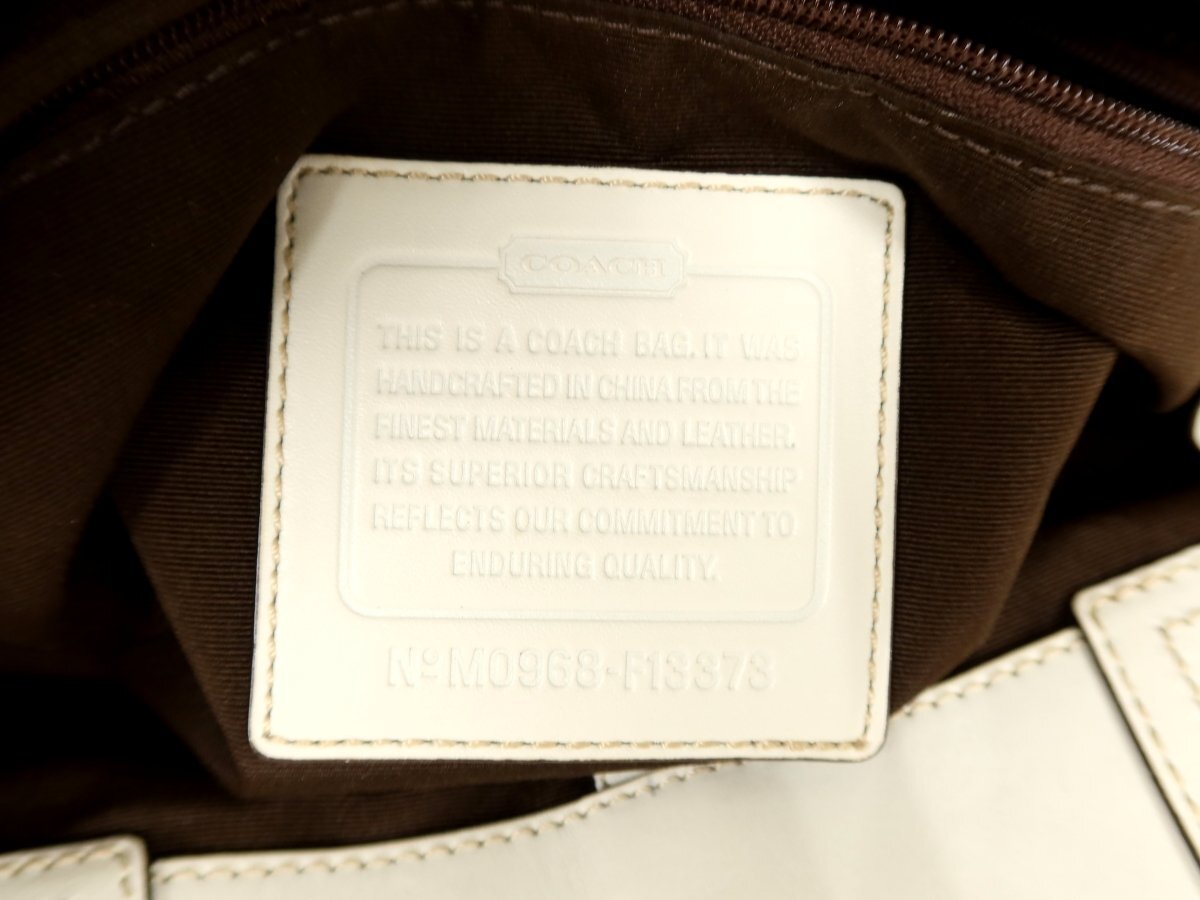 COACH
THIS IS A COACH BAG. IT WAS
HANDCRAFTED IN CHINA FROM THE
FINEST MATERIALS AND LEATHER.
ITS SUPERIOR CRAFTSMANSHIP
REFLECTS OUR COMMITMENT TO
ENDURING QUALITY.
Nº M0968-F13373